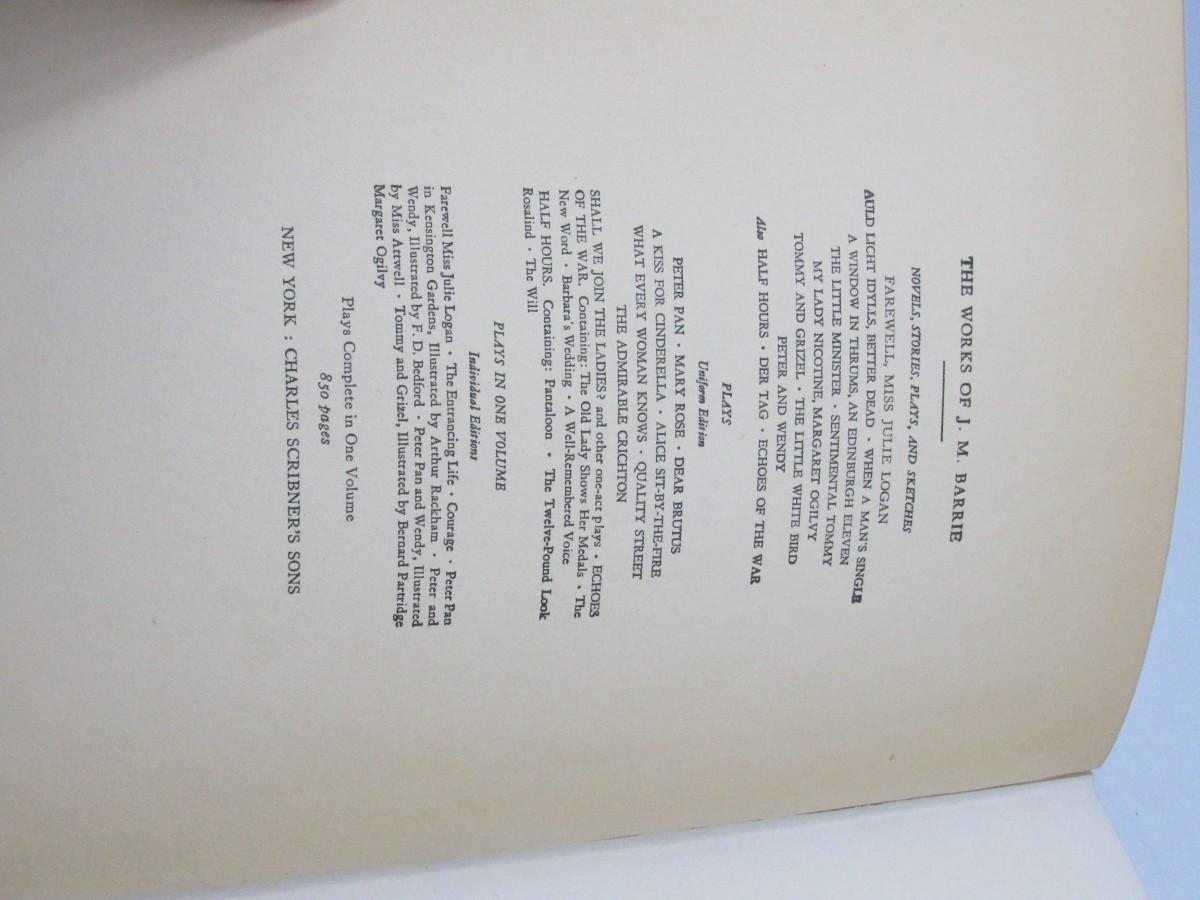 THE WORKS OF J. M. BARRIE
NOVELS, STORIES, PLAYS, AND SKETCHES
FAREWELL, MISS JULIE LOGAN
AULD LICHT IDYLLS, BETTER DEAD · WHEN A MAN'S SINGLE
A WINDOW IN THRUMS, AN EDINBURGH ELEVEN
THE LITTLE MINISTER · SENTIMENTAL TOMMY
MY LADY NICOTINE, MARGARET OGILVY
TOMMY AND GRIZEL · THE LITTLE WHITE BIRD
PETER AND WENDY
Also HALF HOURS · DER TAG · ECHOES OF THE WAR
PLAYS
Uniform Edition
PETER PAN · MARY ROSE · DEAR BRUTUS
A KISS FOR CINDERELLA · ALICE SIT-BY-THE-FIRE
WHAT EVERY WOMAN KNOWS · QUALITY STREET
THE ADMIRABLE CRICHTON
SHALL WE JOIN THE LADIES? and other one-act plays · ECHOES
OF THE WAR. Containing: The Old Lady Shows Her Medals · The
New Word · Barbara's Wedding · A Well-Remembered Voice
HALF HOURS. Containing: Pantaloon · The Twelve-Pound Look
Rosalind · The Will
PLAYS IN ONE VOLUME
Individual Editions
Farewell Miss Julie Logan · The Entrancing Life · Courage · Peter Pan
in Kensington Gardens, Illustrated by Arthur Rackham · Peter and
Wendy, Illustrated by F. D. Bedford · Peter Pan and Wendy, Illustrated
by Miss Attwell · Tommy and Grizel, Illustrated by Bernard Partridge
Margaret Ogilvy
Plays Complete in One Volume
850 pages
NEW YORK : CHARLES SCRIBNER'S SONS